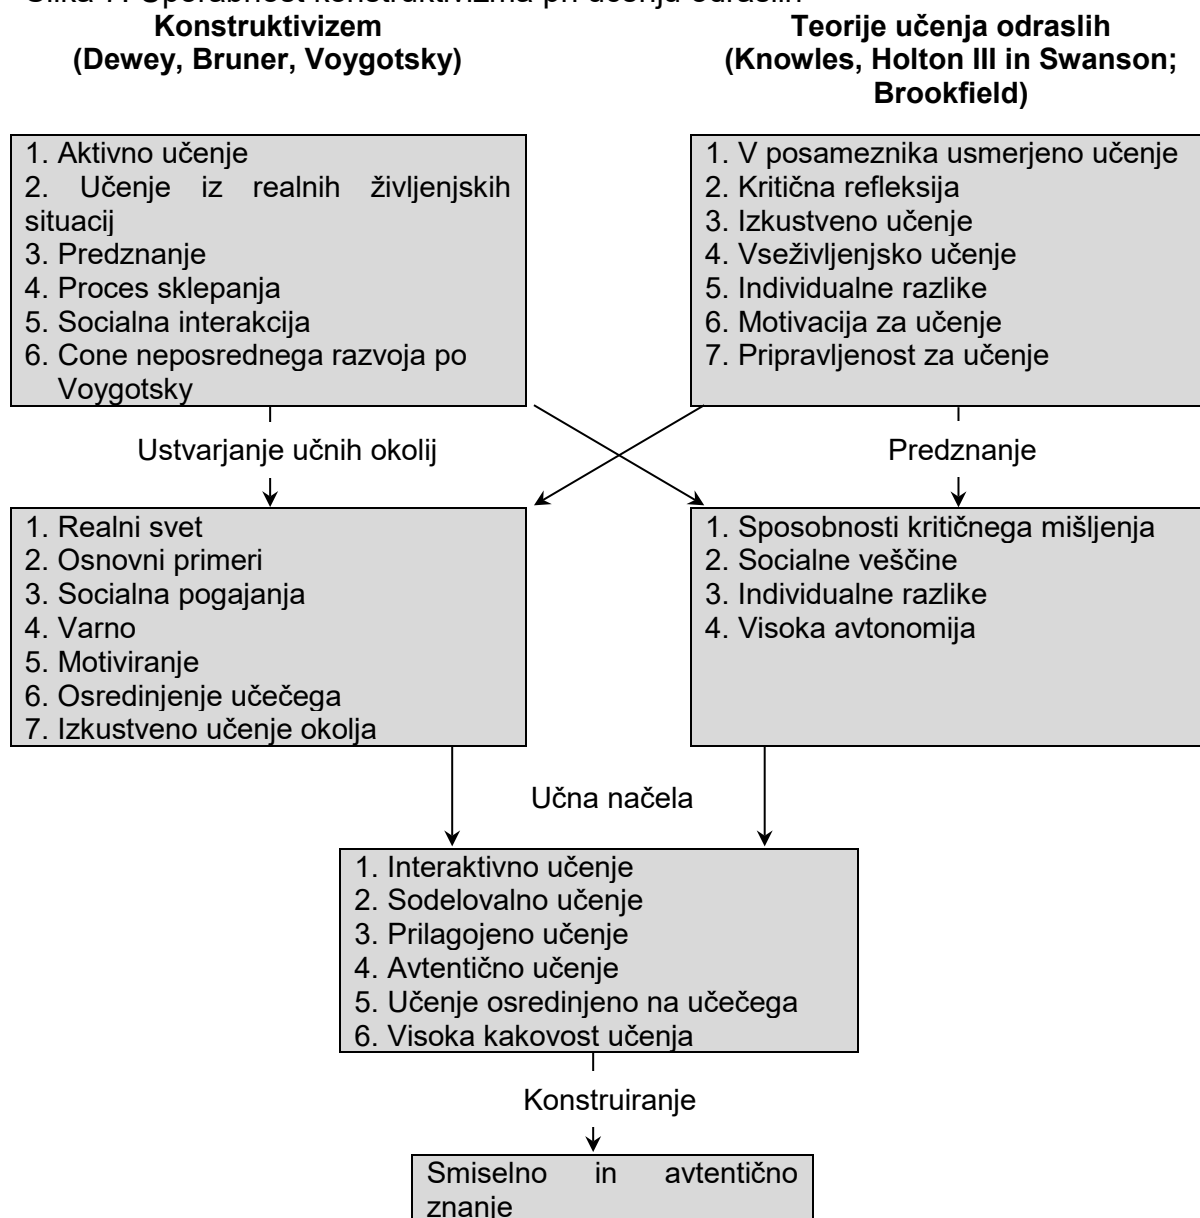 Konstruktivizem
(Dewey, Bruner, Voygotsky)
Teorije učenja odraslih
(Knowles, Holton III in Swanson;
Brookfield)
1. Aktivno učenje
2. Učenje iz realnih življenjskih
situacij
3. Predznanje
4. Proces sklepanja
5. Socialna interakcija
6. Cone neposrednega razvoja po
Voygotsky
1. V posameznika usmerjeno učenje
2. Kritična refleksija
3. Izkustveno učenje
4. Vseživljenjsko učenje
5. Individualne razlike
6. Motivacija za učenje
7. Pripravljenost za učenje
Ustvarjanje učnih okolij
Predznanje
1. Realni svet
2. Osnovni primeri
3. Socialna pogajanja
4. Varno
5. Motiviranje
6. Osredinjenje učečega
7. Izkustveno učenje okolja
1. Sposobnosti kritičnega mišljenja
2. Socialne veščine
3. Individualne razlike
4. Visoka avtonomija
Učna načela
1. Interaktivno učenje
2. Sodelovalno učenje
3. Prilagojeno učenje
4. Avtentično učenje
5. Učenje osredinjeno na učečega
6. Visoka kakovost učenja
Konstruiranje
Smiselno in avtentično
znanje